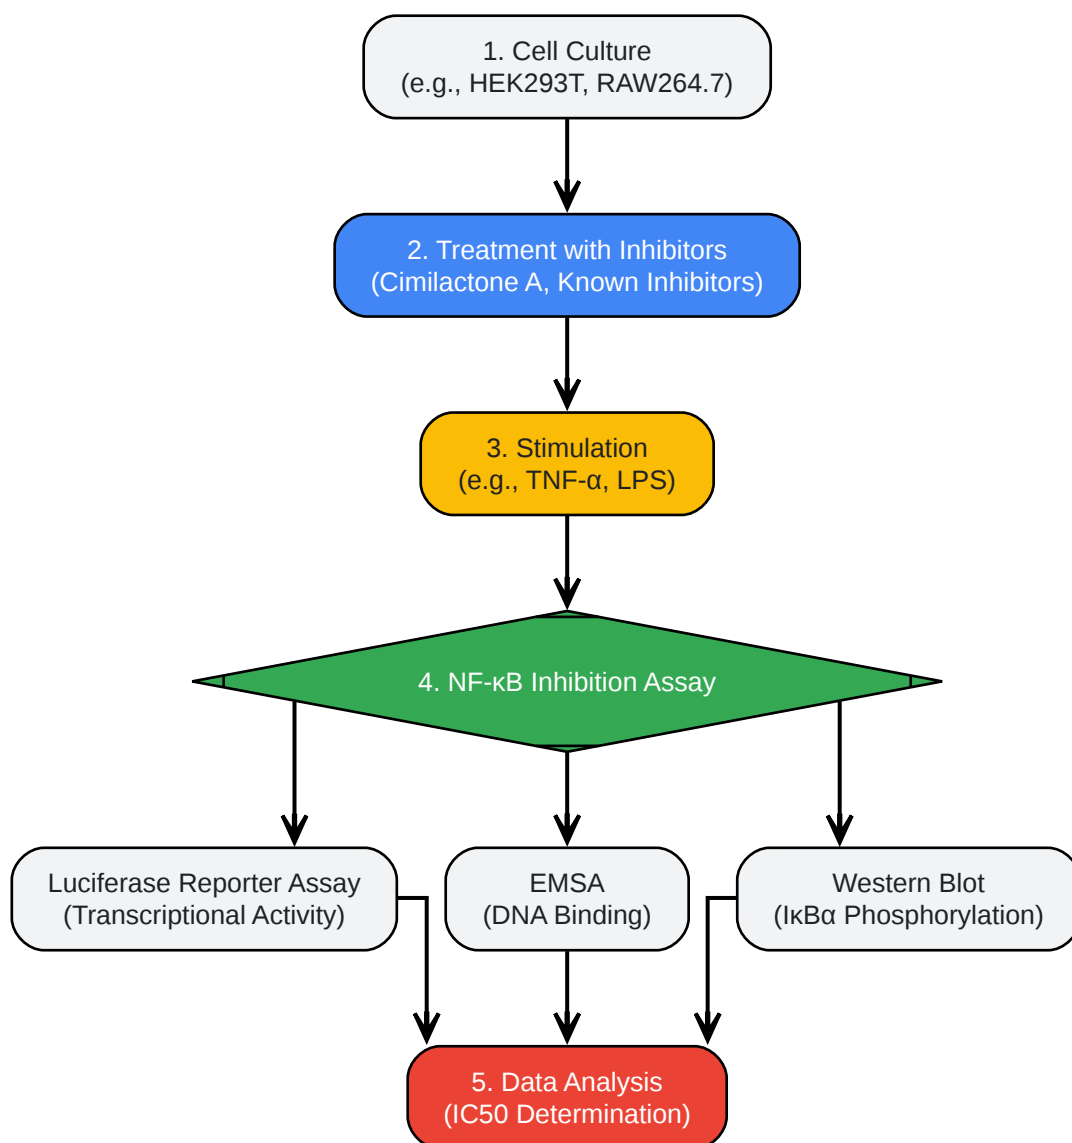 1. Cell Culture
(e.g., HEK293T, RAW264.7)
2. Treatment with Inhibitors
(Cimilactone A, Known Inhibitors)
3. Stimulation
(e.g., TNF-α, LPS)
4. NF-κB Inhibition Assay
Luciferase Reporter Assay
(Transcriptional Activity)
EMSA
(DNA Binding)
Western Blot
(IκBα Phosphorylation)
5. Data Analysis
(IC50 Determination)